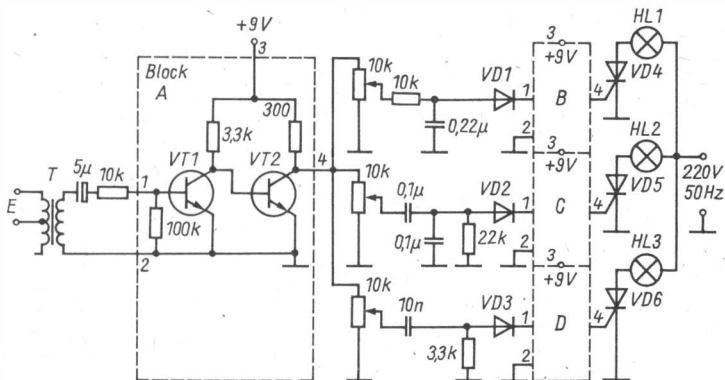 +9V
3
Block
A
300
3,3k
VT1
VT2
4
T
5μ
10k
1
100k
2
E
10k
10k
VD1
1
0,22μ
2
3
+9V
B
4
VD4
HL1
10k
0,1μ
0,1μ
VD2
1
22k
2
3
+9V
C
4
VD5
HL2
220V
50Hz
10k
10n
VD3
1
3,3k
2
3
+9V
D
4
VD6
HL3